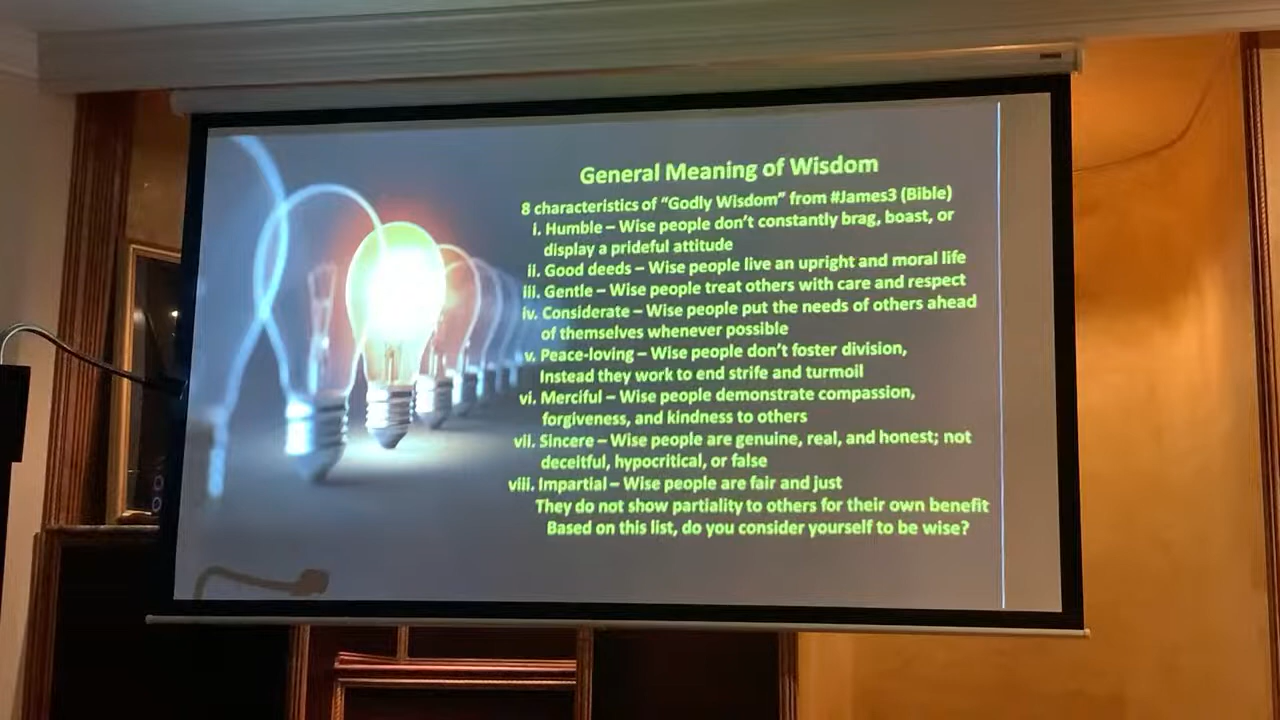 General Meaning of Wisdom
8 characteristics of “Godly Wisdom” from #James3 (Bible)
i. Humble – Wise people don’t constantly brag, boast, or
display a prideful attitude
ii. Good deeds – Wise people live an upright and moral life
iii. Gentle – Wise people treat others with care and respect
iv. Considerate – Wise people put the needs of others ahead
of themselves whenever possible
v. Peace-loving – Wise people don’t foster division,
Instead they work to end strife and turmoil
vi. Merciful – Wise people demonstrate compassion,
forgiveness, and kindness to others
vii. Sincere – Wise people are genuine, real, and honest; not
deceitful, hypocritical, or false
viii. Impartial – Wise people are fair and just
They do not show partiality to others for their own benefit
Based on this list, do you consider yourself to be wise?